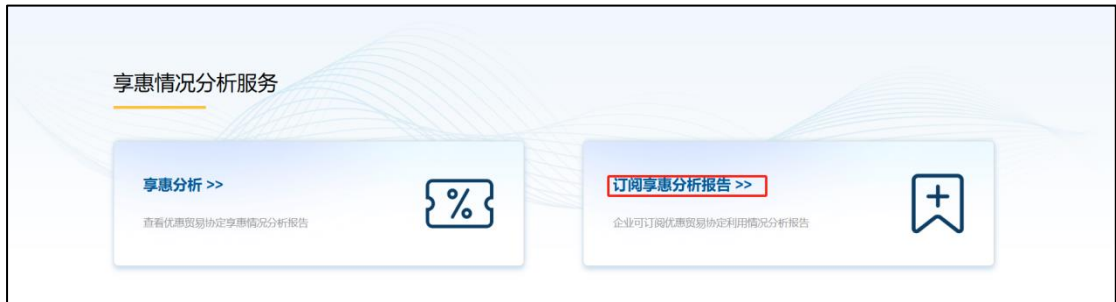 享惠情况分析服务
享惠分析 >>
查看优惠贸易协定享惠情况分析报告
%
订阅享惠分析报告 >>
企业可订阅优惠贸易协定利用情况分析报告